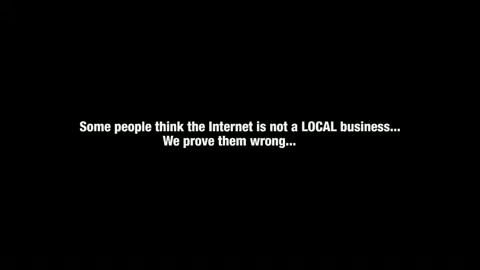 Some people think the Internet is not a LOCAL business...
We prove them wrong...